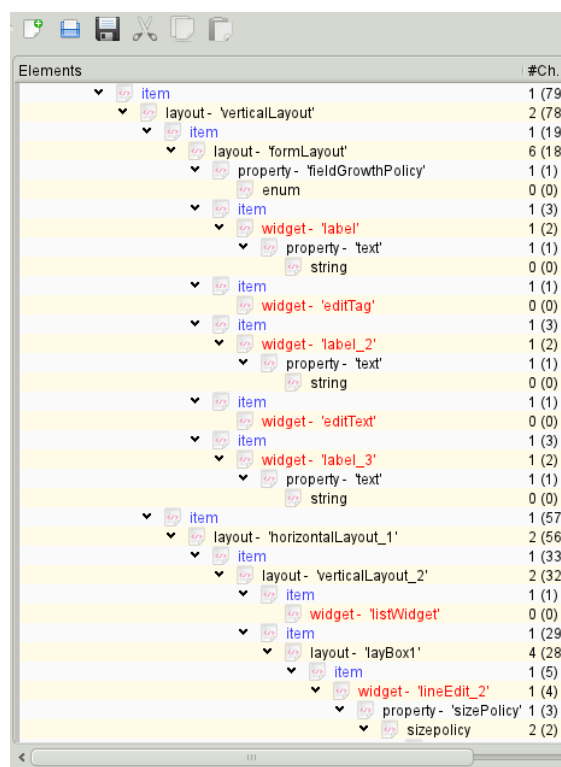 Elements #Ch.
item 1 (79
layout - 'verticalLayout' 2 (78
item 1 (19
layout - 'formLayout' 6 (18
property - 'fieldGrowthPolicy' 1 (1)
enum 0 (0)
item 1 (3)
widget - 'label' 1 (2)
property - 'text' 1 (1)
string 0 (0)
item 1 (1)
widget - 'editTag' 0 (0)
item 1 (3)
widget - 'label_2' 1 (2)
property - 'text' 1 (1)
string 0 (0)
item 1 (1)
widget - 'editText' 0 (0)
item 1 (3)
widget - 'label_3' 1 (2)
property - 'text' 1 (1)
string 0 (0)
item 1 (57
layout - 'horizontalLayout_1' 2 (56
item 1 (33
layout - 'verticalLayout_2' 2 (32
item 1 (1)
widget - 'listWidget' 0 (0)
item 1 (29
layout - 'layBox1' 4 (28
item 1 (5)
widget - 'lineEdit_2' 1 (4)
property - 'sizePolicy' 1 (3)
sizepolicy 2 (2)